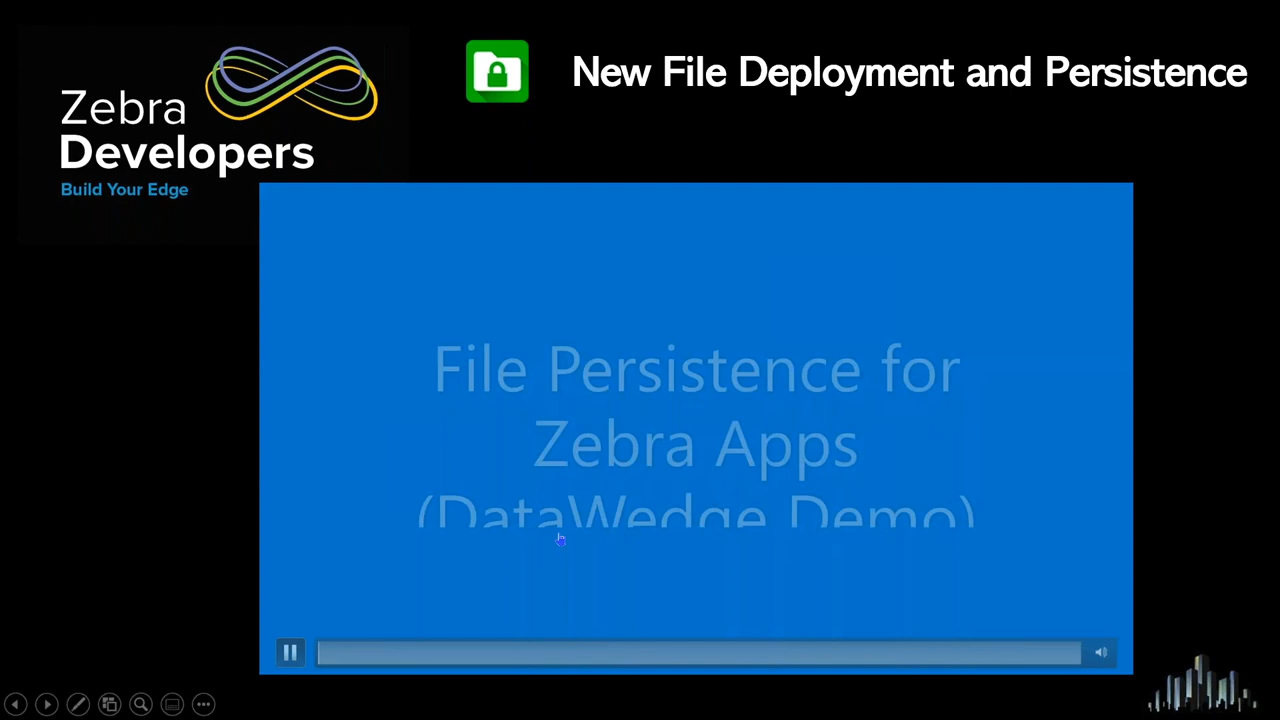 Zebra
Developers
Build Your Edge
New File Deployment and Persistence
File Persistence for
Zebra Apps
(DataWedge Demo)